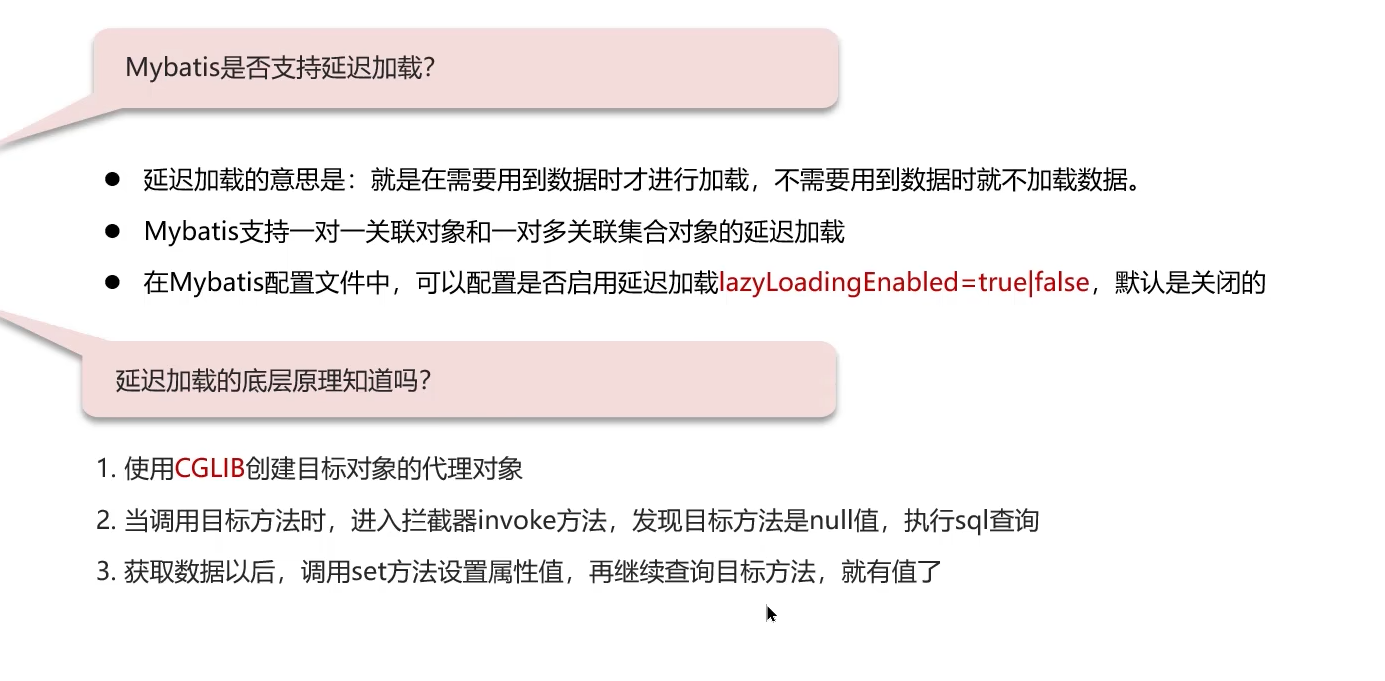 Mybatis是否支持延迟加载？
● 延迟加载的意思是：就是在需要用到数据时才进行加载，不需要用到数据时就不加载数据。
● Mybatis支持一对一关联对象和一对多关联集合对象的延迟加载
● 在Mybatis配置文件中，可以配置是否启用延迟加载lazyLoadingEnabled=true|false，默认是关闭的
延迟加载的底层原理知道吗？
1. 使用CGLIB创建目标对象的代理对象
2. 当调用目标方法时，进入拦截器invoke方法，发现目标方法是null值，执行sql查询
3. 获取数据以后，调用set方法设置属性值，再继续查询目标方法，就有值了